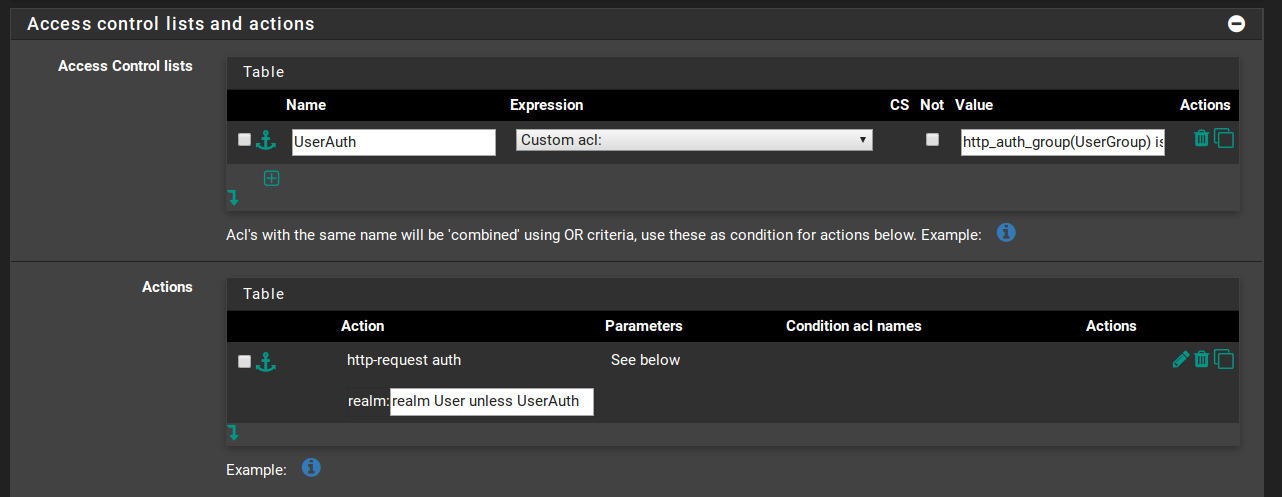 Access control lists and actions
Access Control lists
Table
Name Expression CS Not Value Actions
UserAuth Custom acl: http_auth_group(UserGroup)
Acl's with the same name will be 'combined' using OR criteria, use these as condition for actions below. Example:
Actions
Table
Action Parameters Condition acl names Actions
http-request auth See below
realm: realm User unless UserAuth
Example: